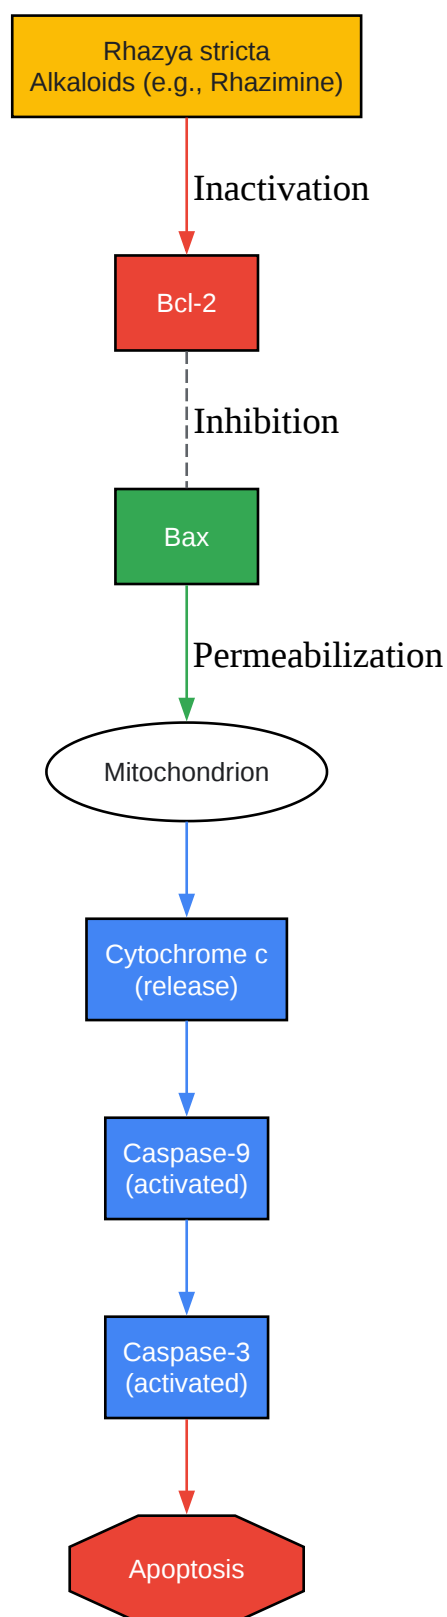 Rhazya stricta
Alkaloids (e.g., Rhazimine)
Inactivation
Bcl-2
Inhibition
Bax
Permeabilization
Mitochondrion
Cytochrome c
(release)
Caspase-9
(activated)
Caspase-3
(activated)
Apoptosis